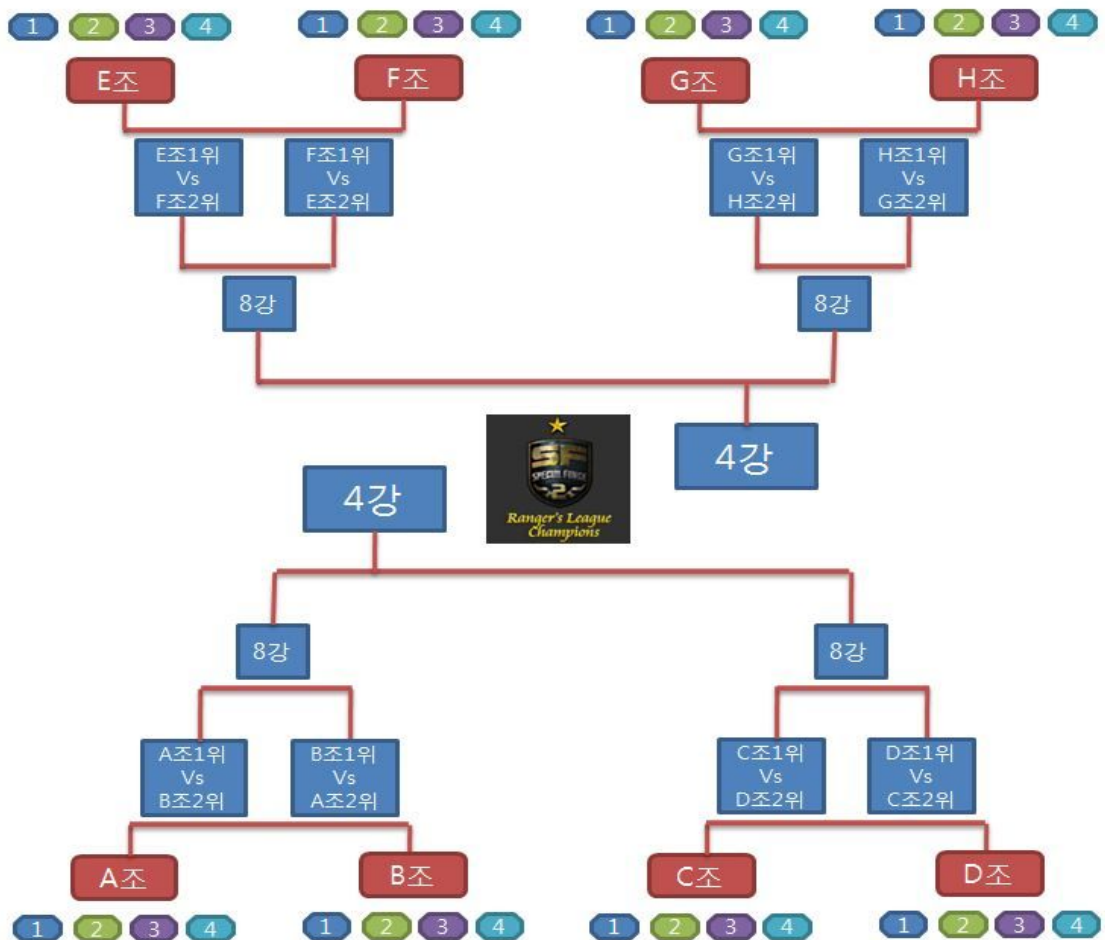 1 2 3 4 1 2 3 4 1 2 3 4 1 2 3 4
E조 F조 G조 H조
E조1위
Vs
F조2위
F조1위
Vs
E조2위
G조1위
Vs
H조2위
H조1위
Vs
G조2위
8강 8강
4강
SF
SPECIAL FORCE
2
Ranger's League
Champions
4강
8강 8강
A조1위
Vs
B조2위
B조1위
Vs
A조2위
C조1위
Vs
D조2위
D조1위
Vs
C조2위
A조 B조 C조 D조
1 2 3 4 1 2 3 4 1 2 3 4 1 2 3 4